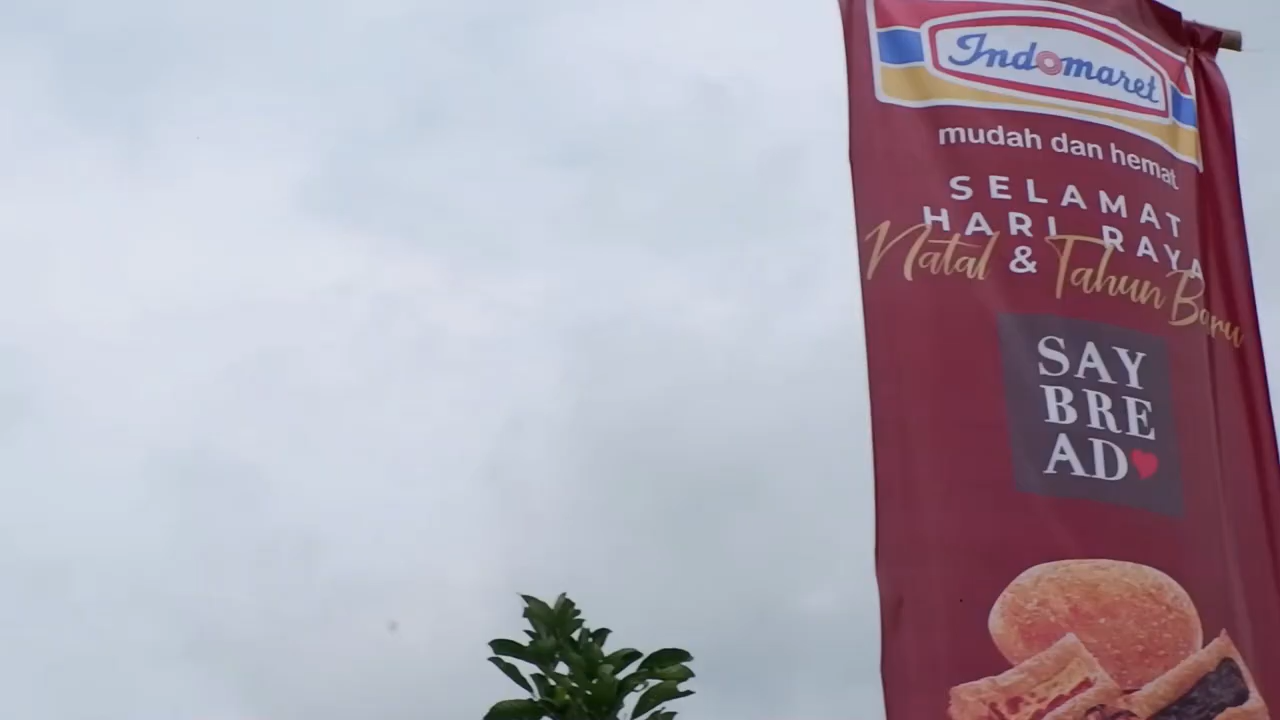 Indomaret
mudah dan hemat
SELAMAT
HARI RAYA
Natal & Tahun Baru
SAY
BRE
AD